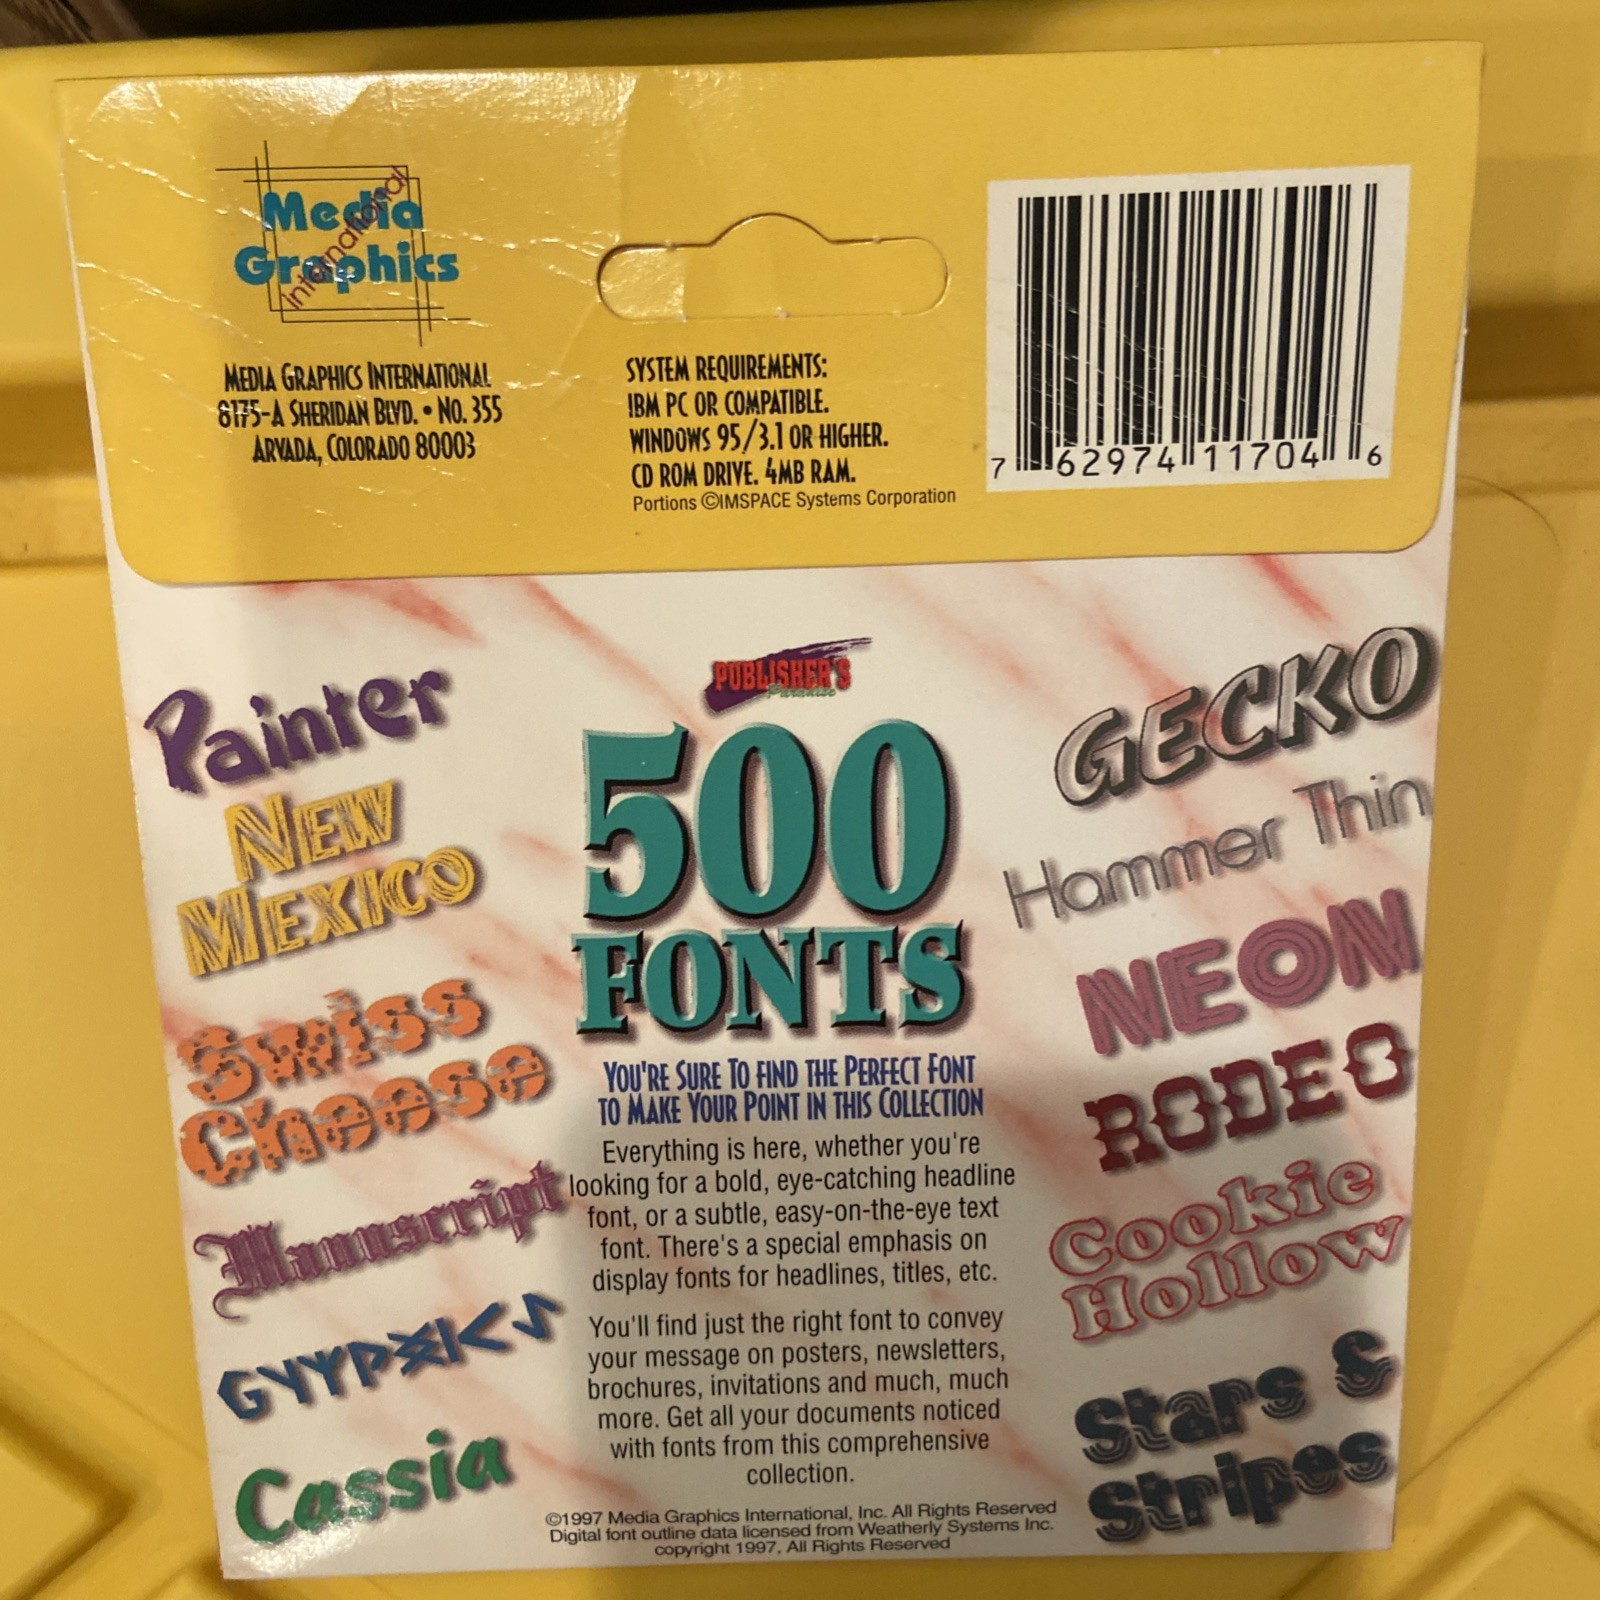 Media
Graphics
international
MEDIA GRAPHICS INTERNATIONAL
8175-A SHERIDAN BLVD. • NO. 355
ARVADA, COLORADO 80003
SYSTEM REQUIREMENTS:
IBM PC OR COMPATIBLE.
WINDOWS 95/3.1 OR HIGHER.
CD ROM DRIVE. 4MB RAM.
Portions ©IMSPACE Systems Corporation
7 62974 11704 6
Painter
NEW
MEXICO
Swiss
Cheese
Manuscript
Cassia
PUBLISHER'S
Paradise
500
FONTS
YOU'RE SURE TO FIND THE PERFECT FONT
TO MAKE YOUR POINT IN THIS COLLECTION
Everything is here, whether you're
looking for a bold, eye-catching headline
font, or a subtle, easy-on-the-eye text
font. There's a special emphasis on
display fonts for headlines, titles, etc.
You'll find just the right font to convey
your message on posters, newsletters,
brochures, invitations and much, much
more. Get all your documents noticed
with fonts from this comprehensive
collection.
©1997 Media Graphics International, Inc. All Rights Reserved
Digital font outline data licensed from Weatherly Systems Inc.
copyright 1997, All Rights Reserved
GECKO
Hammer Thin
NEON
RODEO
Cookie
Hollow
Stars &
Stripes